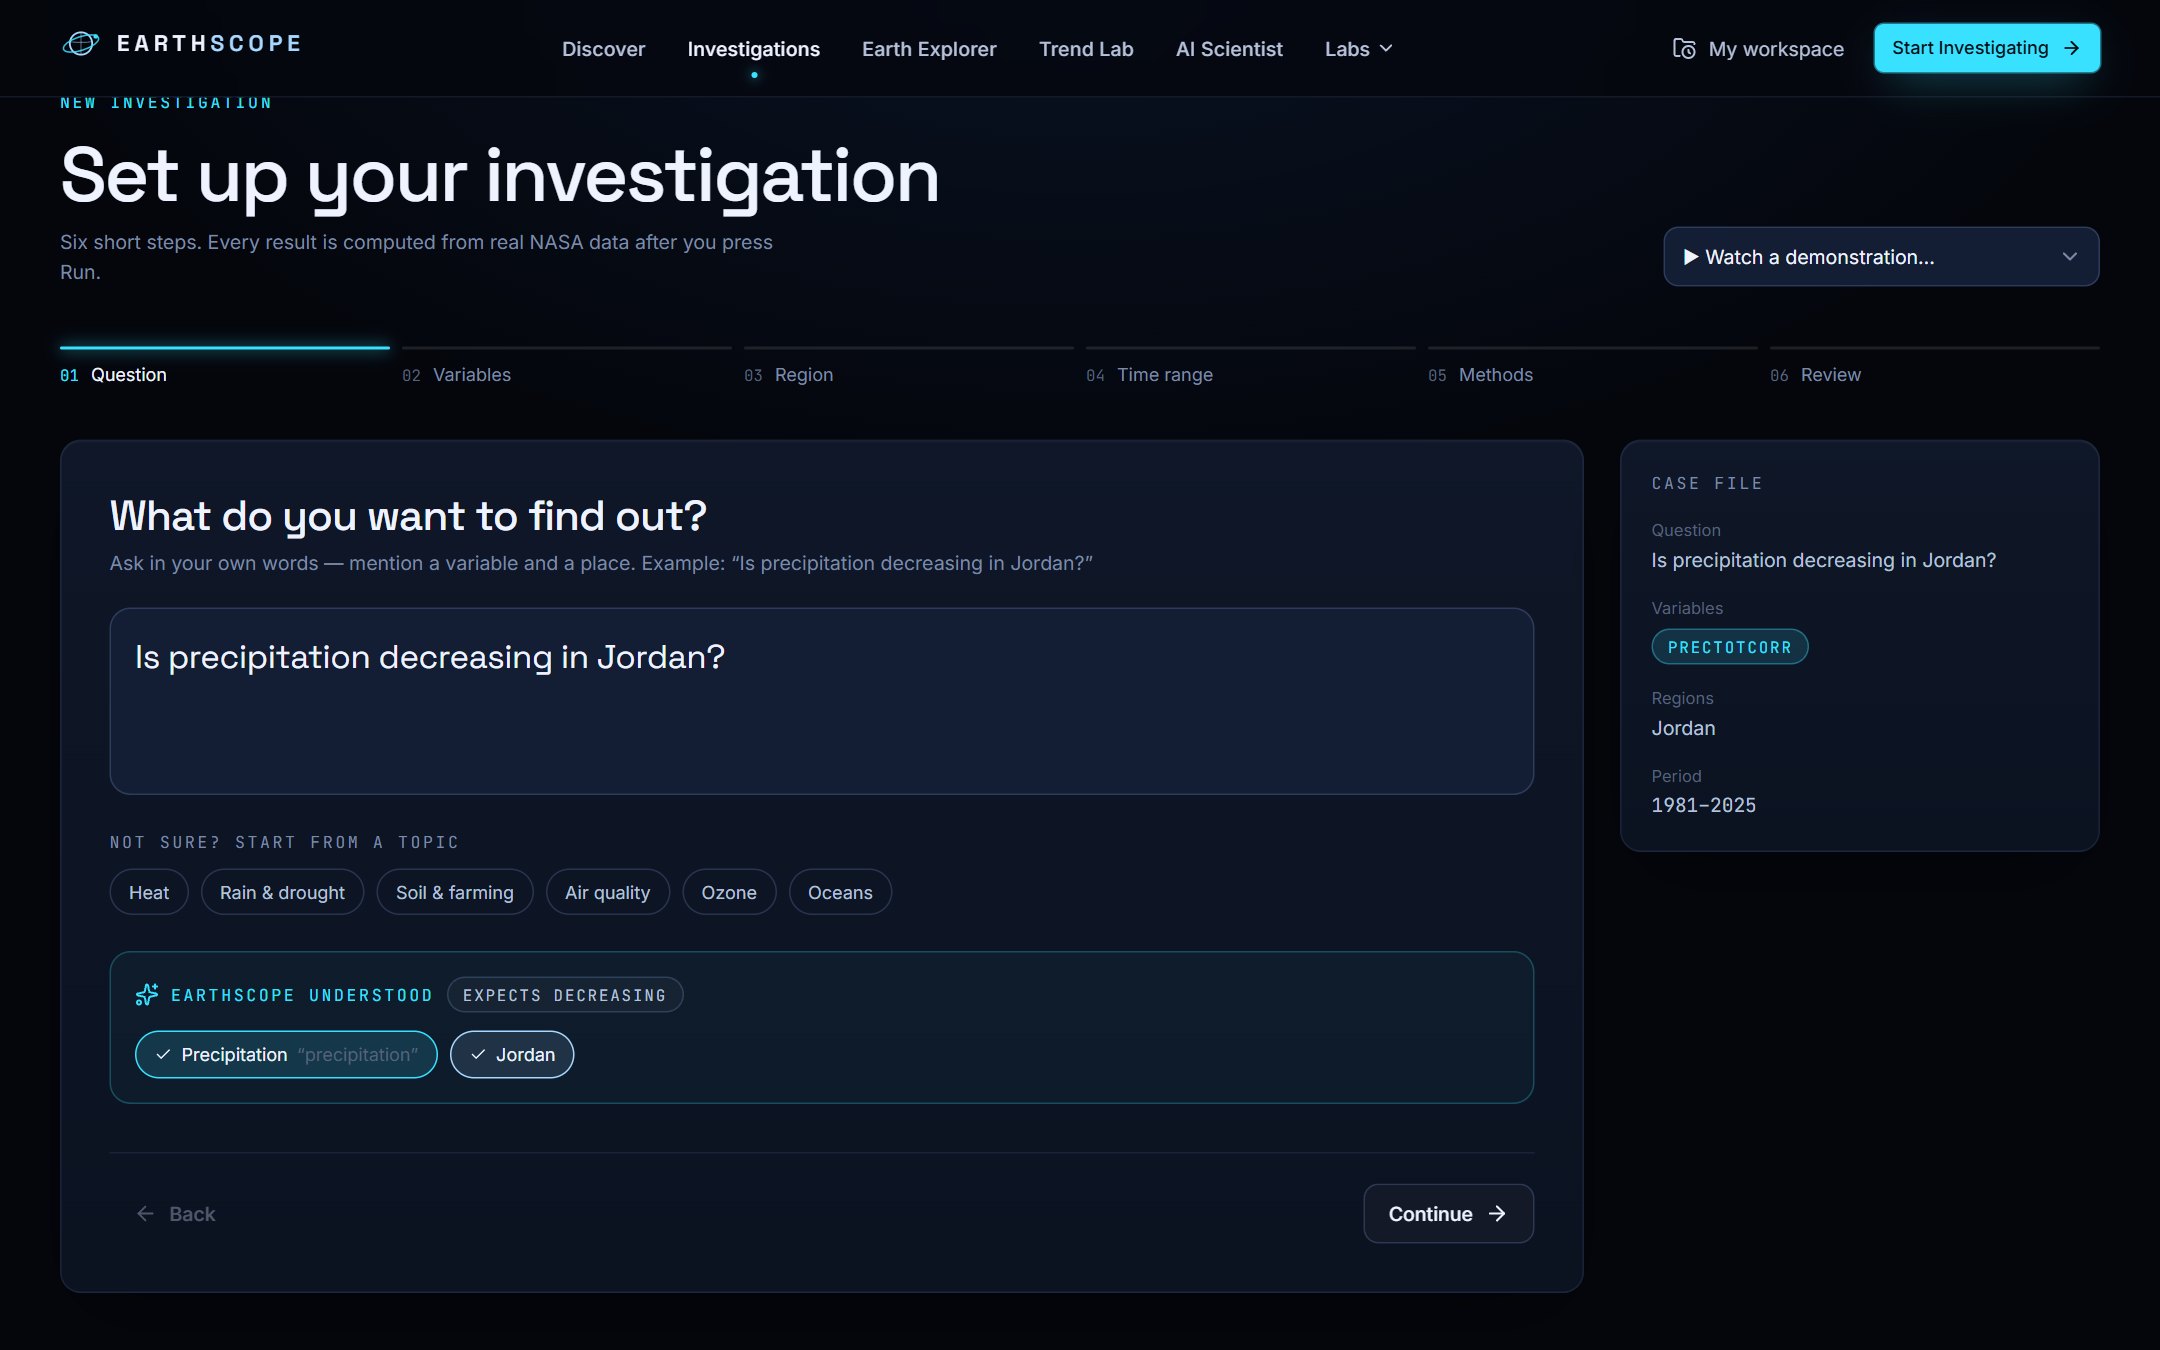 EARTHSCOPE
Discover
Investigations
Earth Explorer
Trend Lab
AI Scientist
Labs
My workspace
Start Investigating
NEW INVESTIGATION
Set up your investigation
Six short steps. Every result is computed from real NASA data after you press
Run.
▶ Watch a demonstration...
01 Question
02 Variables
03 Region
04 Time range
05 Methods
06 Review
What do you want to find out?
Ask in your own words — mention a variable and a place. Example: “Is precipitation decreasing in Jordan?”
Is precipitation decreasing in Jordan?
NOT SURE? START FROM A TOPIC
Heat
Rain & drought
Soil & farming
Air quality
Ozone
Oceans
EARTHSCOPE UNDERSTOOD
EXPECTS DECREASING
Precipitation “precipitation”
Jordan
Back
Continue
CASE FILE
Question
Is precipitation decreasing in Jordan?
Variables
PRECTOTCORR
Regions
Jordan
Period
1981–2025